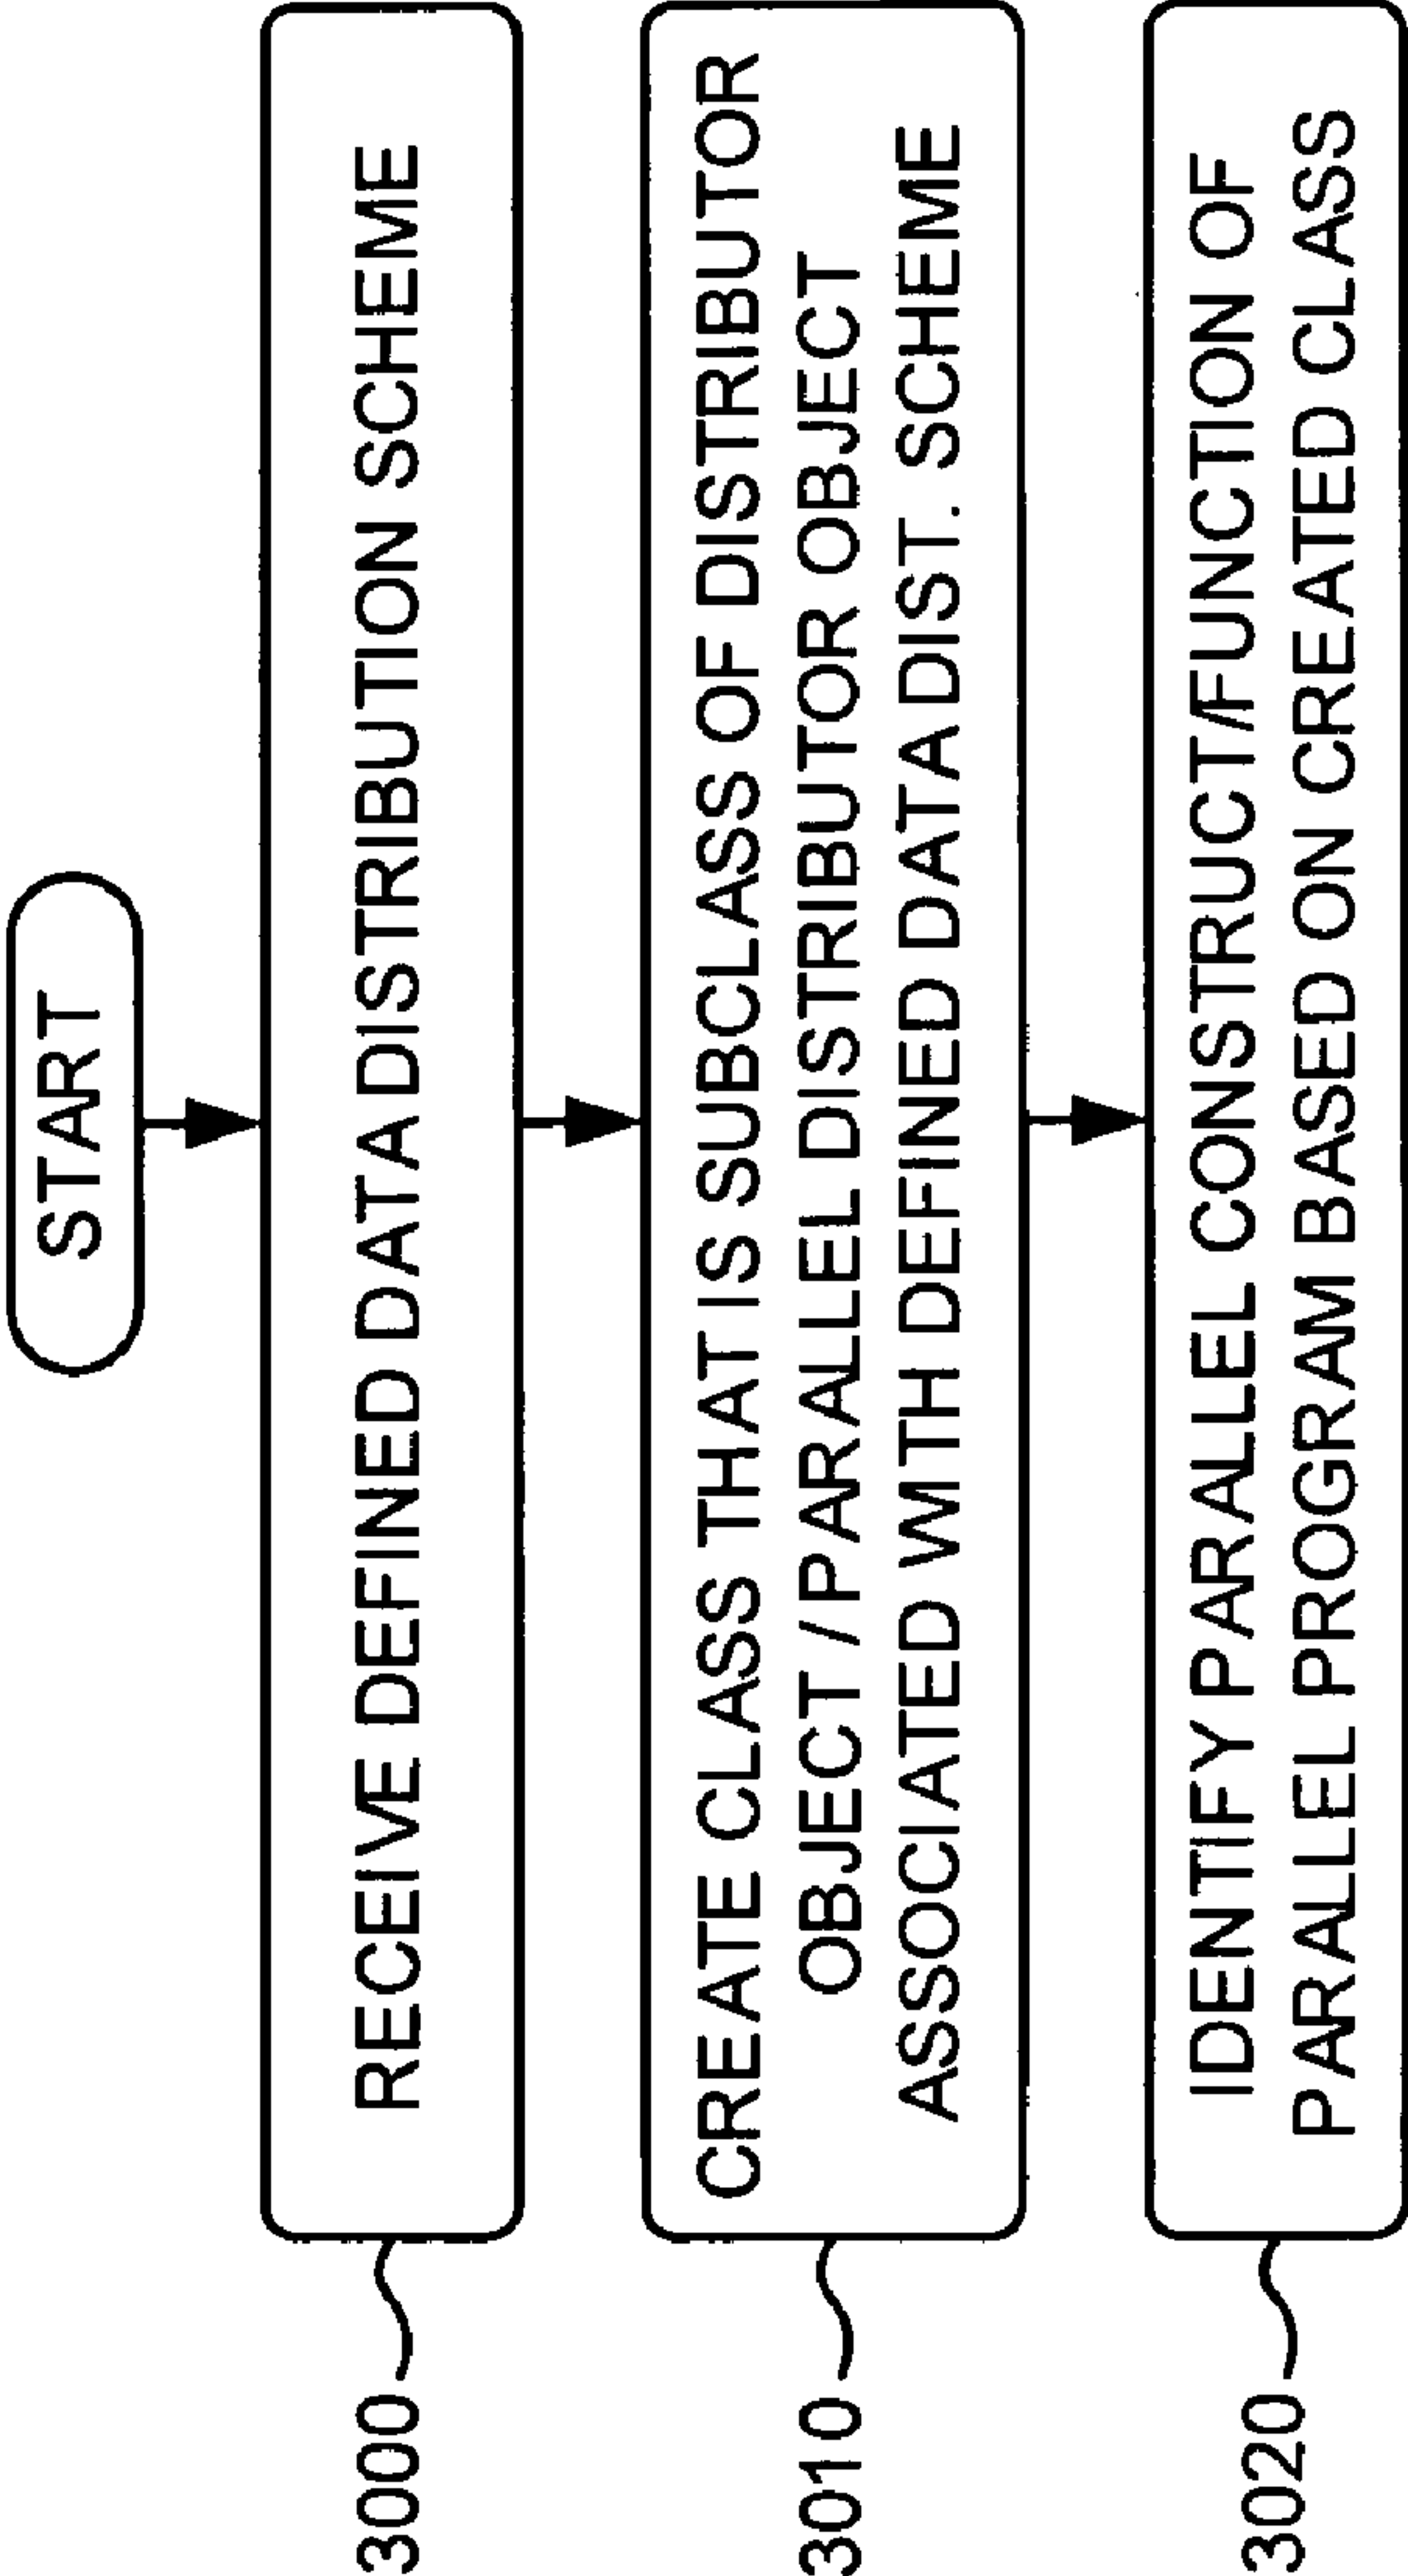 START
3000
RECEIVE DEFINED DATA DISTRIBUTION SCHEME
3010
CREATE CLASS THAT IS SUBCLASS OF DISTRIBUTOR
OBJECT / PARALLEL DISTRIBUTOR OBJECT
ASSOCIATED WITH DEFINED DATA DIST. SCHEME
3020
IDENTIFY PARALLEL CONSTRUCT/FUNCTION OF
PARALLEL PROGRAM BASED ON CREATED CLASS